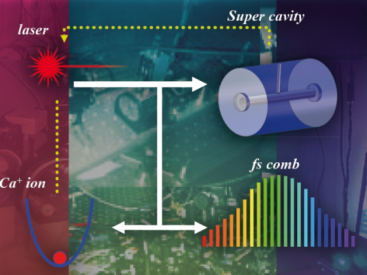 Super cavity
laser
Ca⁺ ion
fs comb